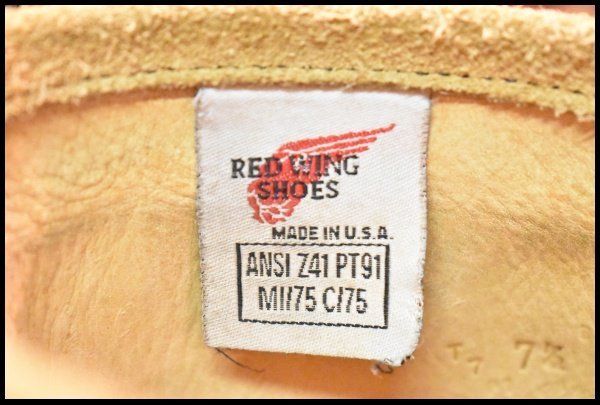 RED WING
SHOES
MADE IN U.S.A.
ANSI Z41 PT91
MI/75 C/75
7½